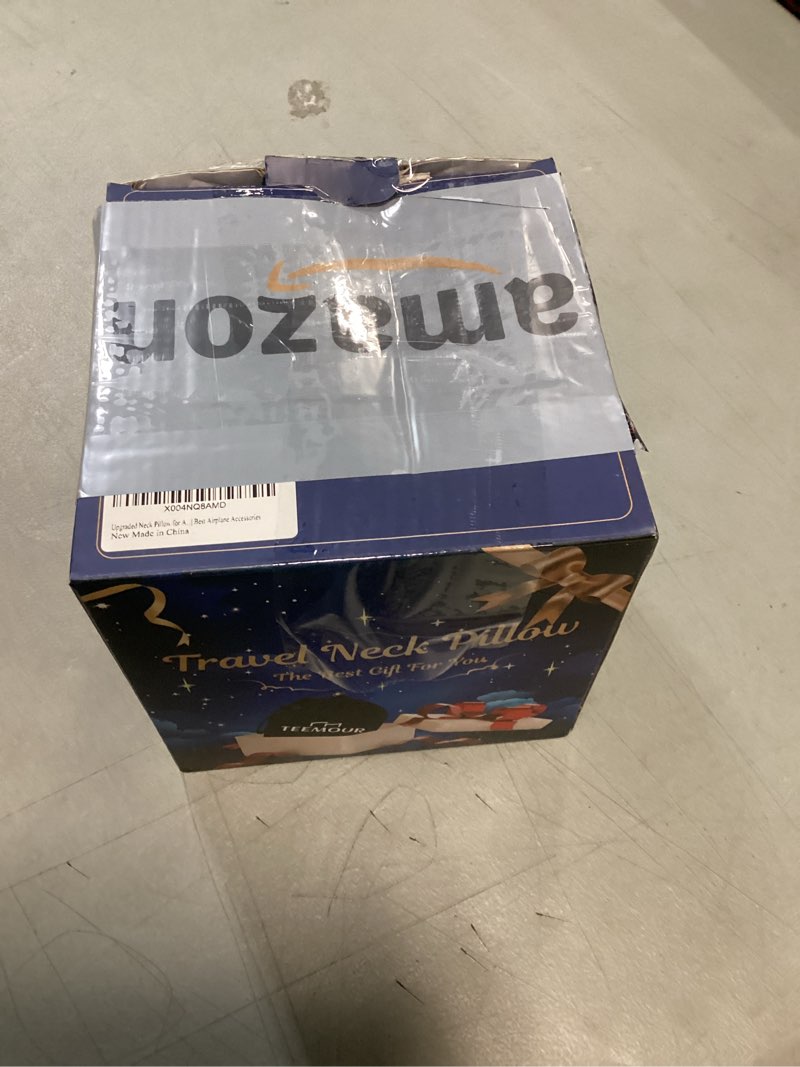 amazon
X004NQ8AMD
Upgraded Neck Pillow for A...| Best Airplane Accessories
New Made in China
Travel Neck Pillow
The Best Gift For You
TEEMOUR